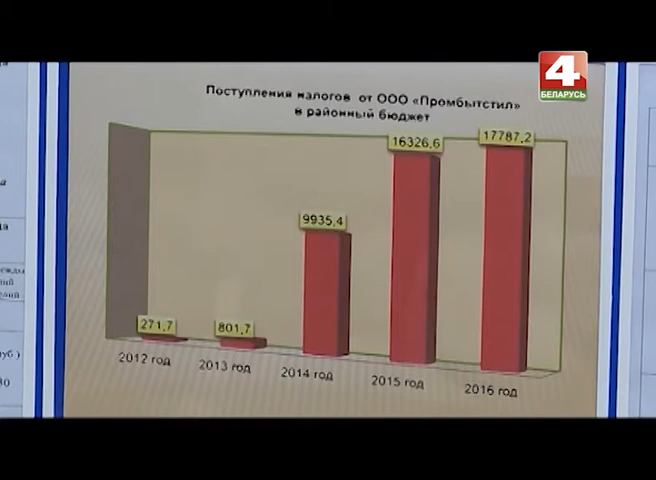 4
БЕЛАРУСЬ
Поступления налогов от ООО «Промбытстил»
в районный бюджет
271,7
801,7
9935,4
16326,6
17787,2
2012 год
2013 год
2014 год
2015 год
2016 год